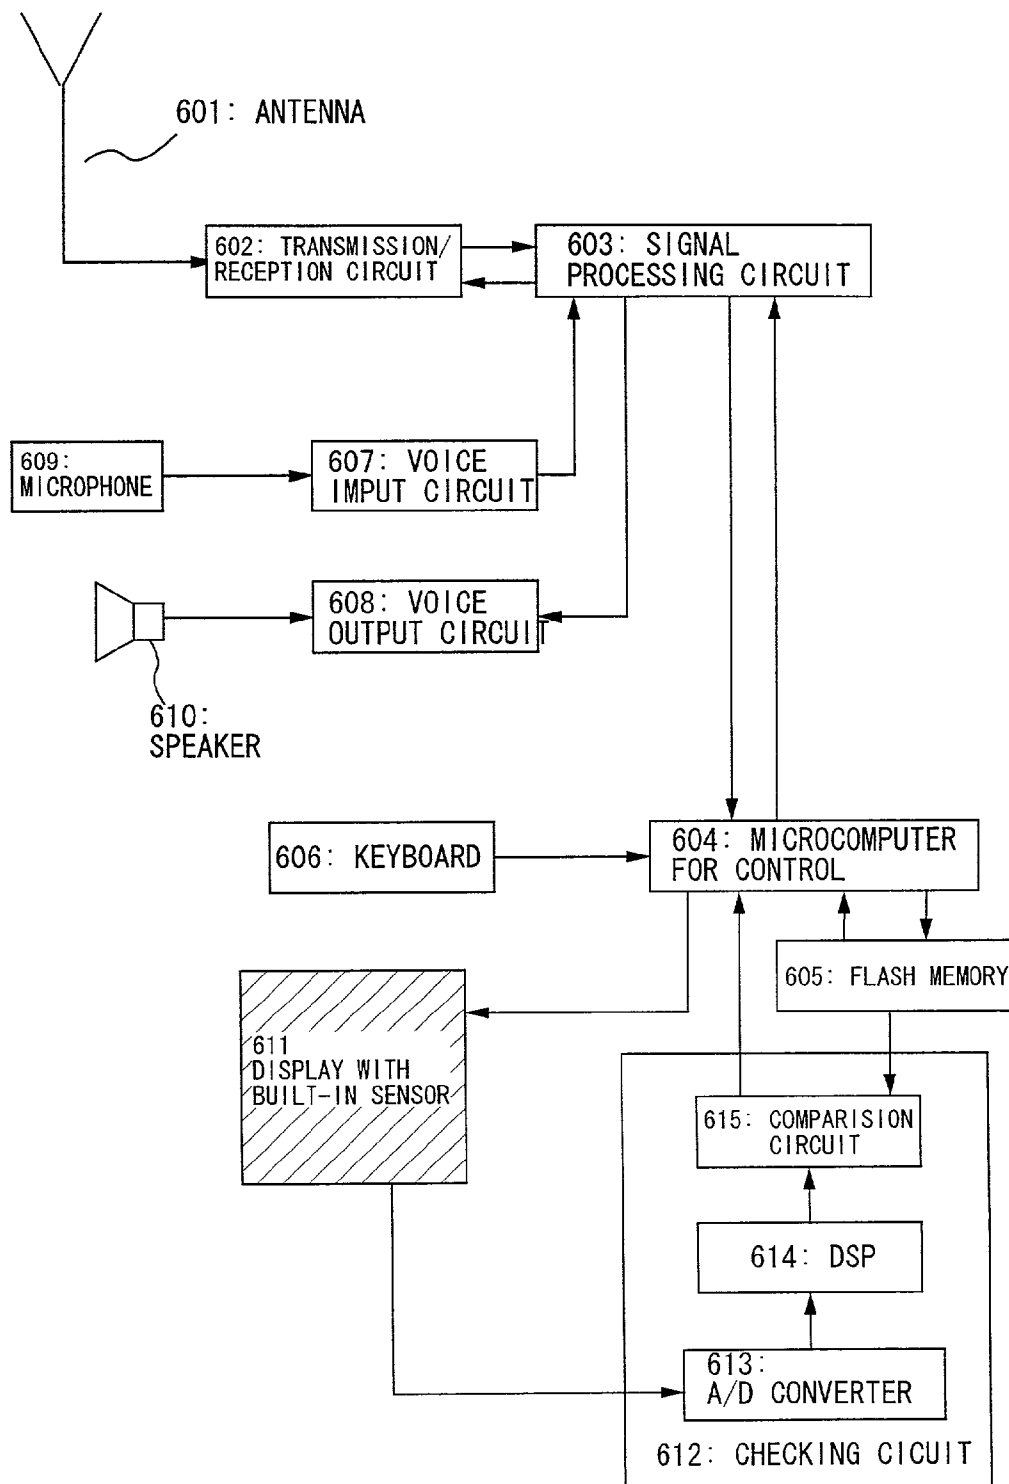 601: ANTENNA
602: TRANSMISSION/
RECEPTION CIRCUIT
603: SIGNAL
PROCESSING CIRCUIT
609:
MICROPHONE
607: VOICE
IMPUT CIRCUIT
608: VOICE
OUTPUT CIRCUIT
610:
SPEAKER
606: KEYBOARD
604: MICROCOMPUTER
FOR CONTROL
605: FLASH MEMORY
611
DISPLAY WITH
BUILT-IN SENSOR
615: COMPARISION
CIRCUIT
614: DSP
613:
A/D CONVERTER
612: CHECKING CICUIT